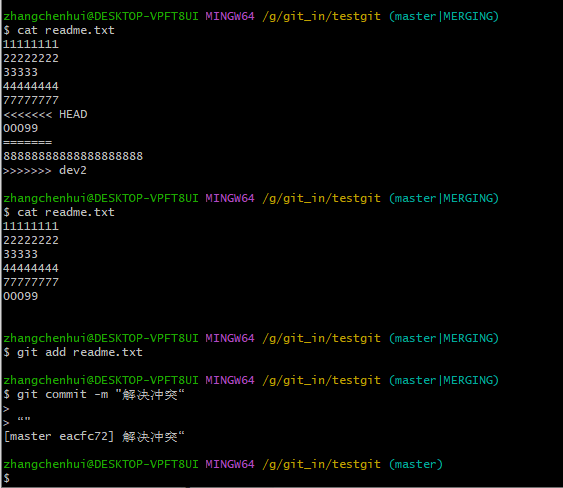 zhangchenhui@DESKTOP-VPFT8UI MINGW64 /g/git_in/testgit (master|MERGING)
$ cat readme.txt
11111111
22222222
33333
44444444
77777777
<<<<<<< HEAD
00099
=======
88888888888888888888
>>>>>>> dev2
zhangchenhui@DESKTOP-VPFT8UI MINGW64 /g/git_in/testgit (master|MERGING)
$ cat readme.txt
11111111
22222222
33333
44444444
77777777
00099
zhangchenhui@DESKTOP-VPFT8UI MINGW64 /g/git_in/testgit (master|MERGING)
$ git add readme.txt
zhangchenhui@DESKTOP-VPFT8UI MINGW64 /g/git_in/testgit (master|MERGING)
$ git commit -m "解决冲突“
>
> “"
[master eacfc72] 解决冲突“
zhangchenhui@DESKTOP-VPFT8UI MINGW64 /g/git_in/testgit (master)
$